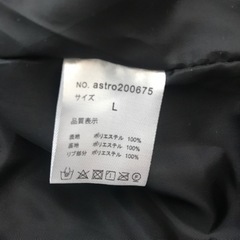 NO. astro200675
サイズ
L
品質表示
表地 ポリエステル 100%
裏地 ポリエステル 100%
リブ部分 ポリエステル 100%